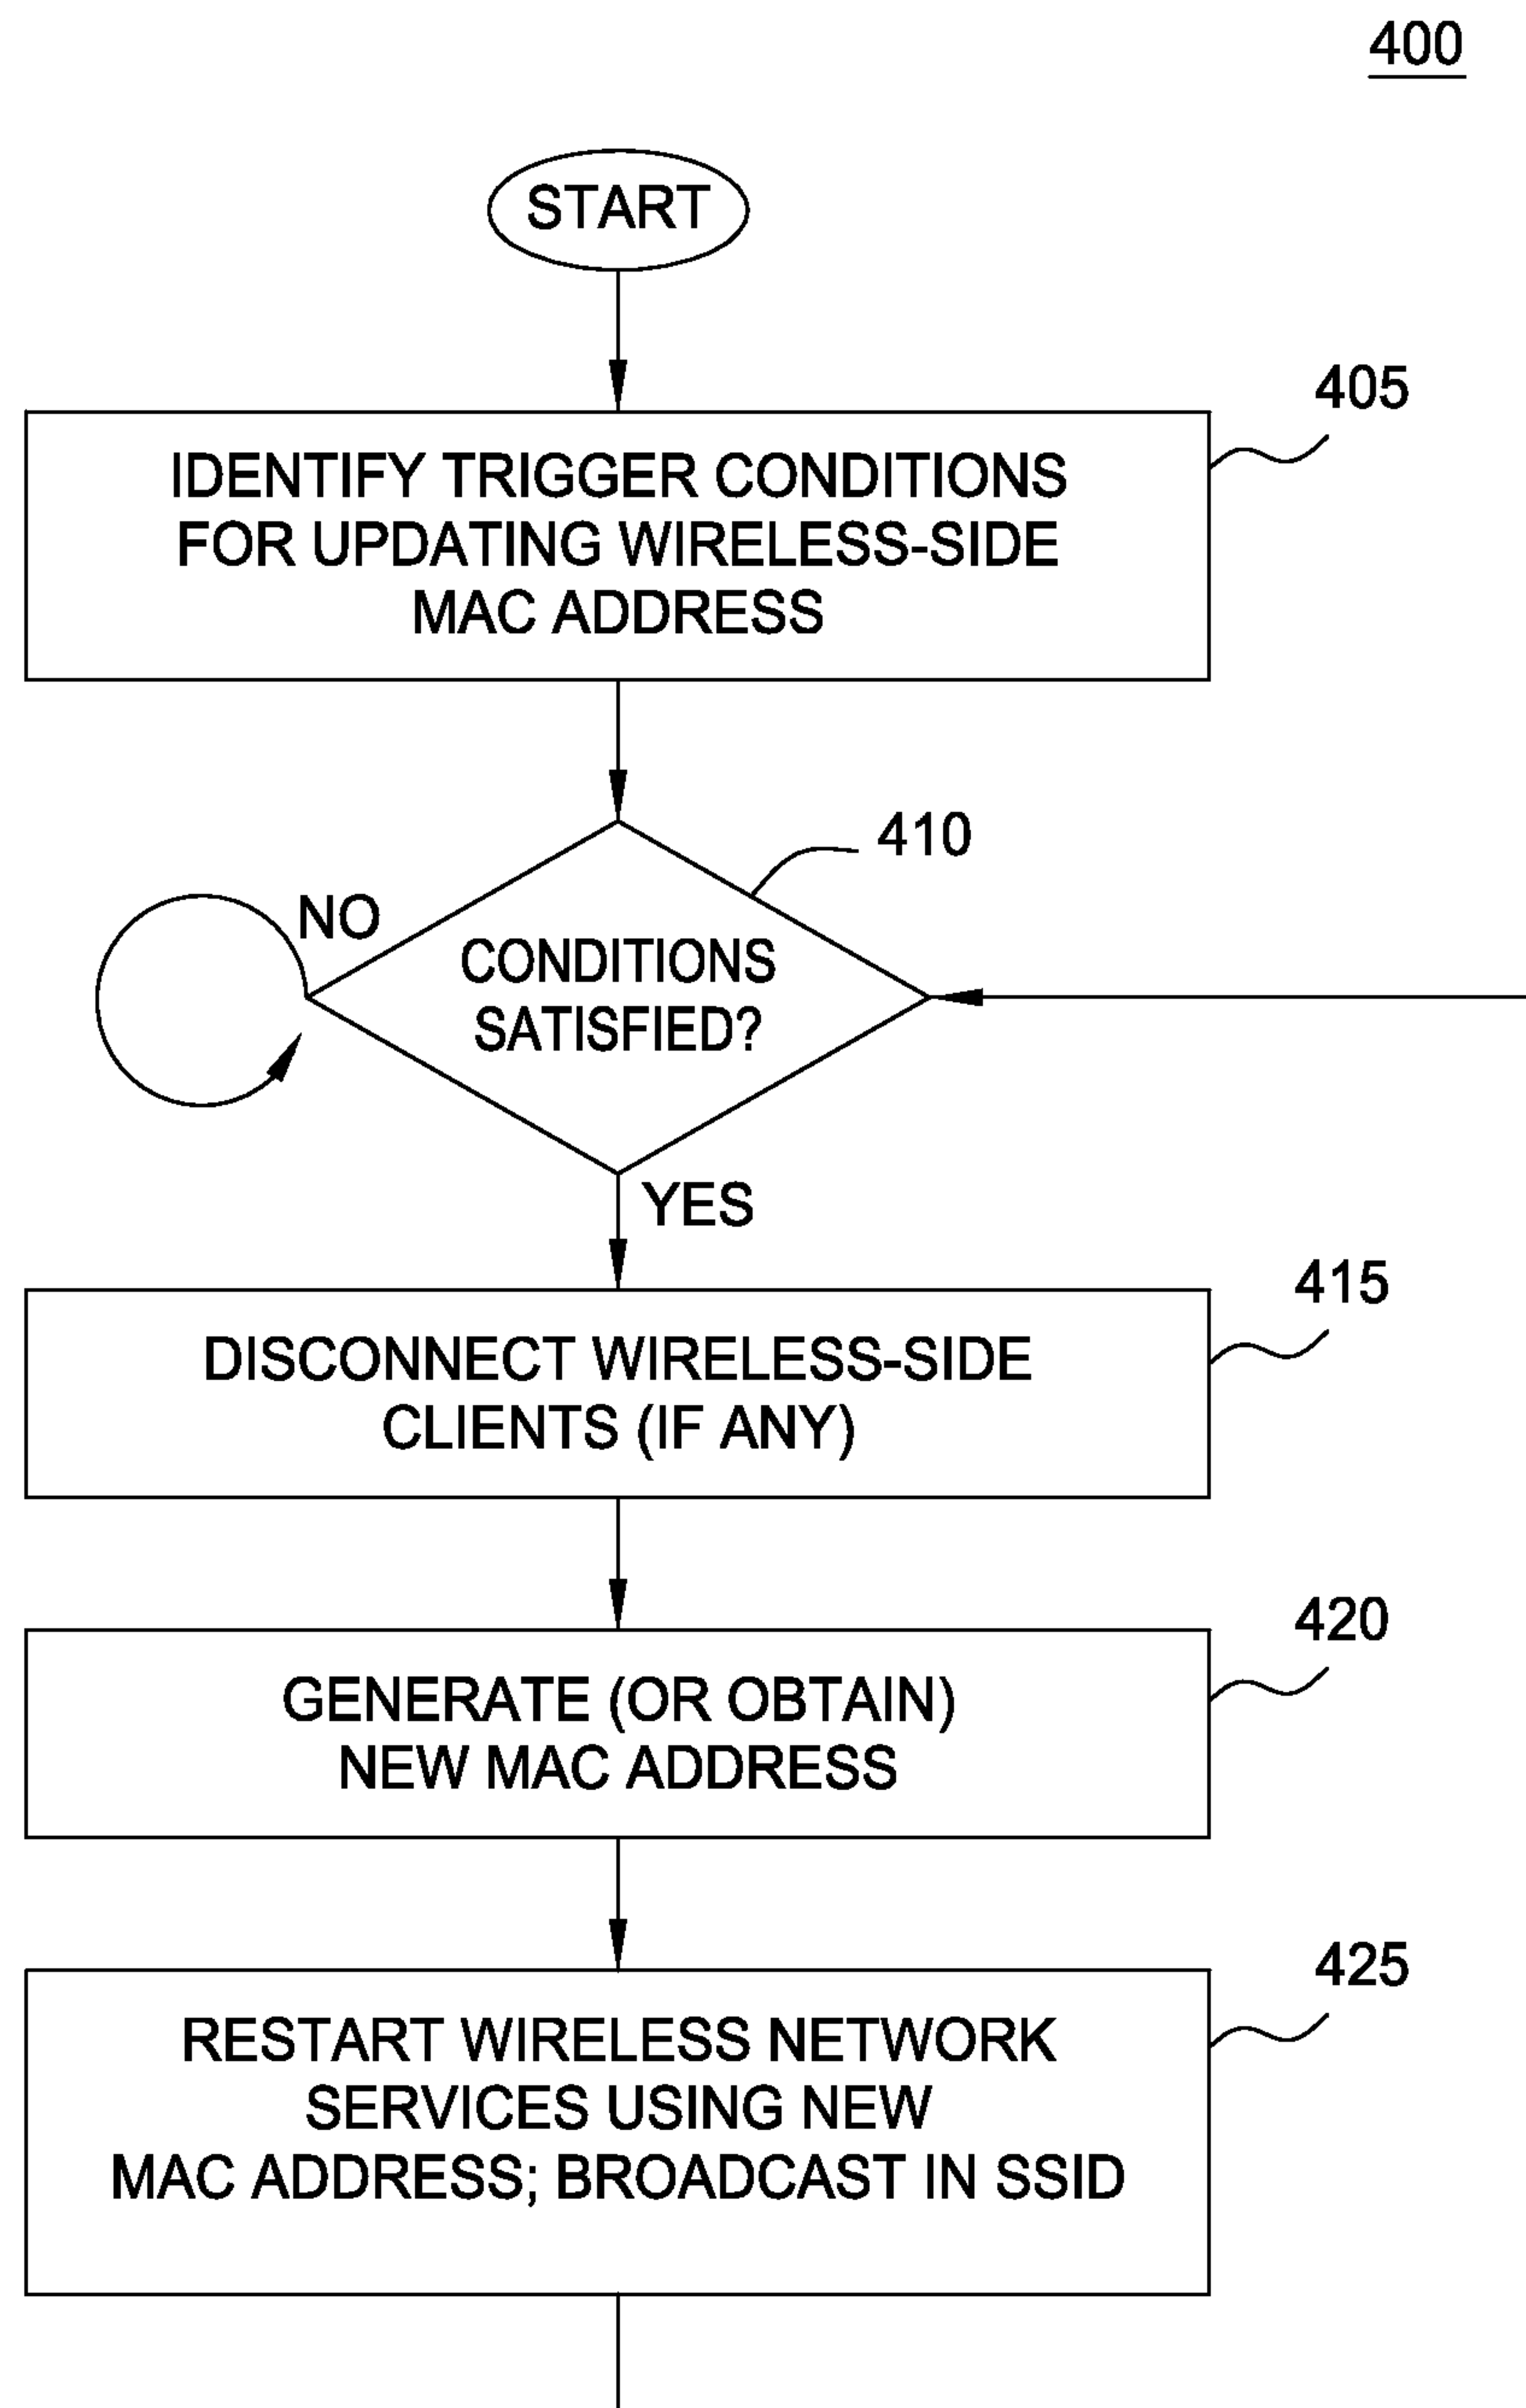 400
START
405
IDENTIFY TRIGGER CONDITIONS
FOR UPDATING WIRELESS-SIDE
MAC ADDRESS
410
NO
CONDITIONS
SATISFIED?
YES
415
DISCONNECT WIRELESS-SIDE
CLIENTS (IF ANY)
420
GENERATE (OR OBTAIN)
NEW MAC ADDRESS
425
RESTART WIRELESS NETWORK
SERVICES USING NEW
MAC ADDRESS; BROADCAST IN SSID